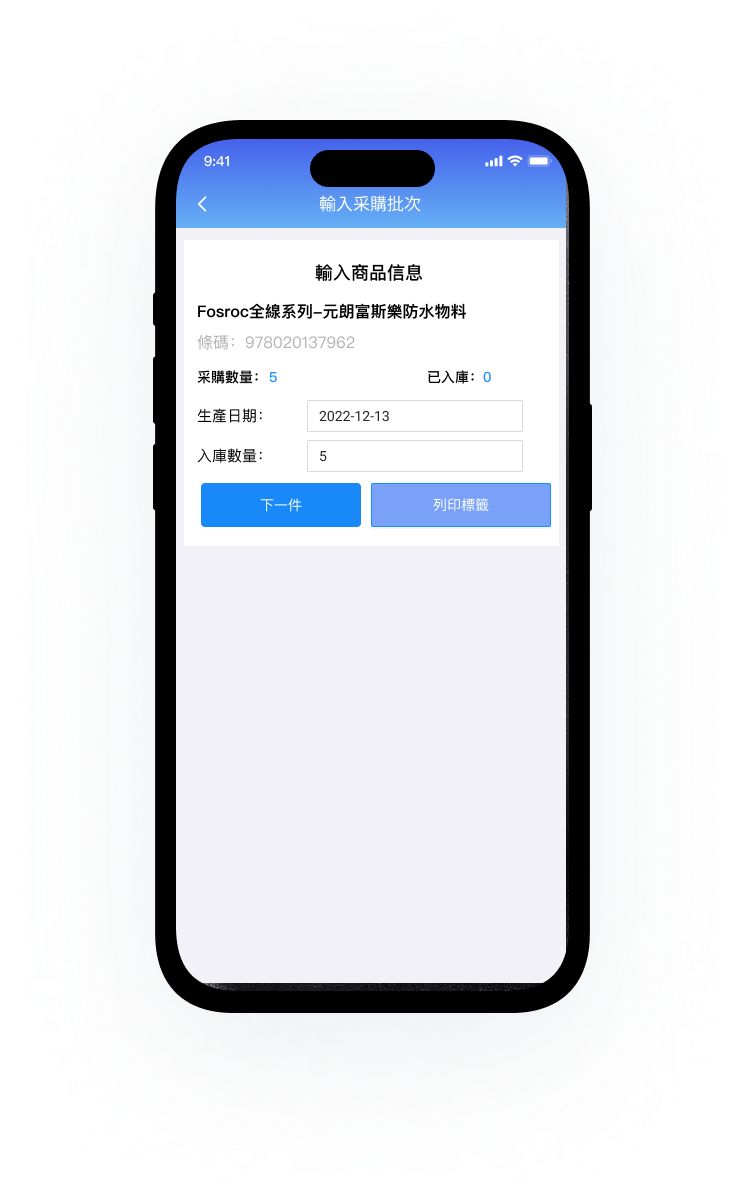 9:41
輸入采購批次
輸入商品信息
Fosroc全線系列-元朗富斯樂防水物料
條碼：978020137962
采購數量：5 已入庫：0
生產日期： 2022-12-13
入庫數量： 5
下一件 列印標籤